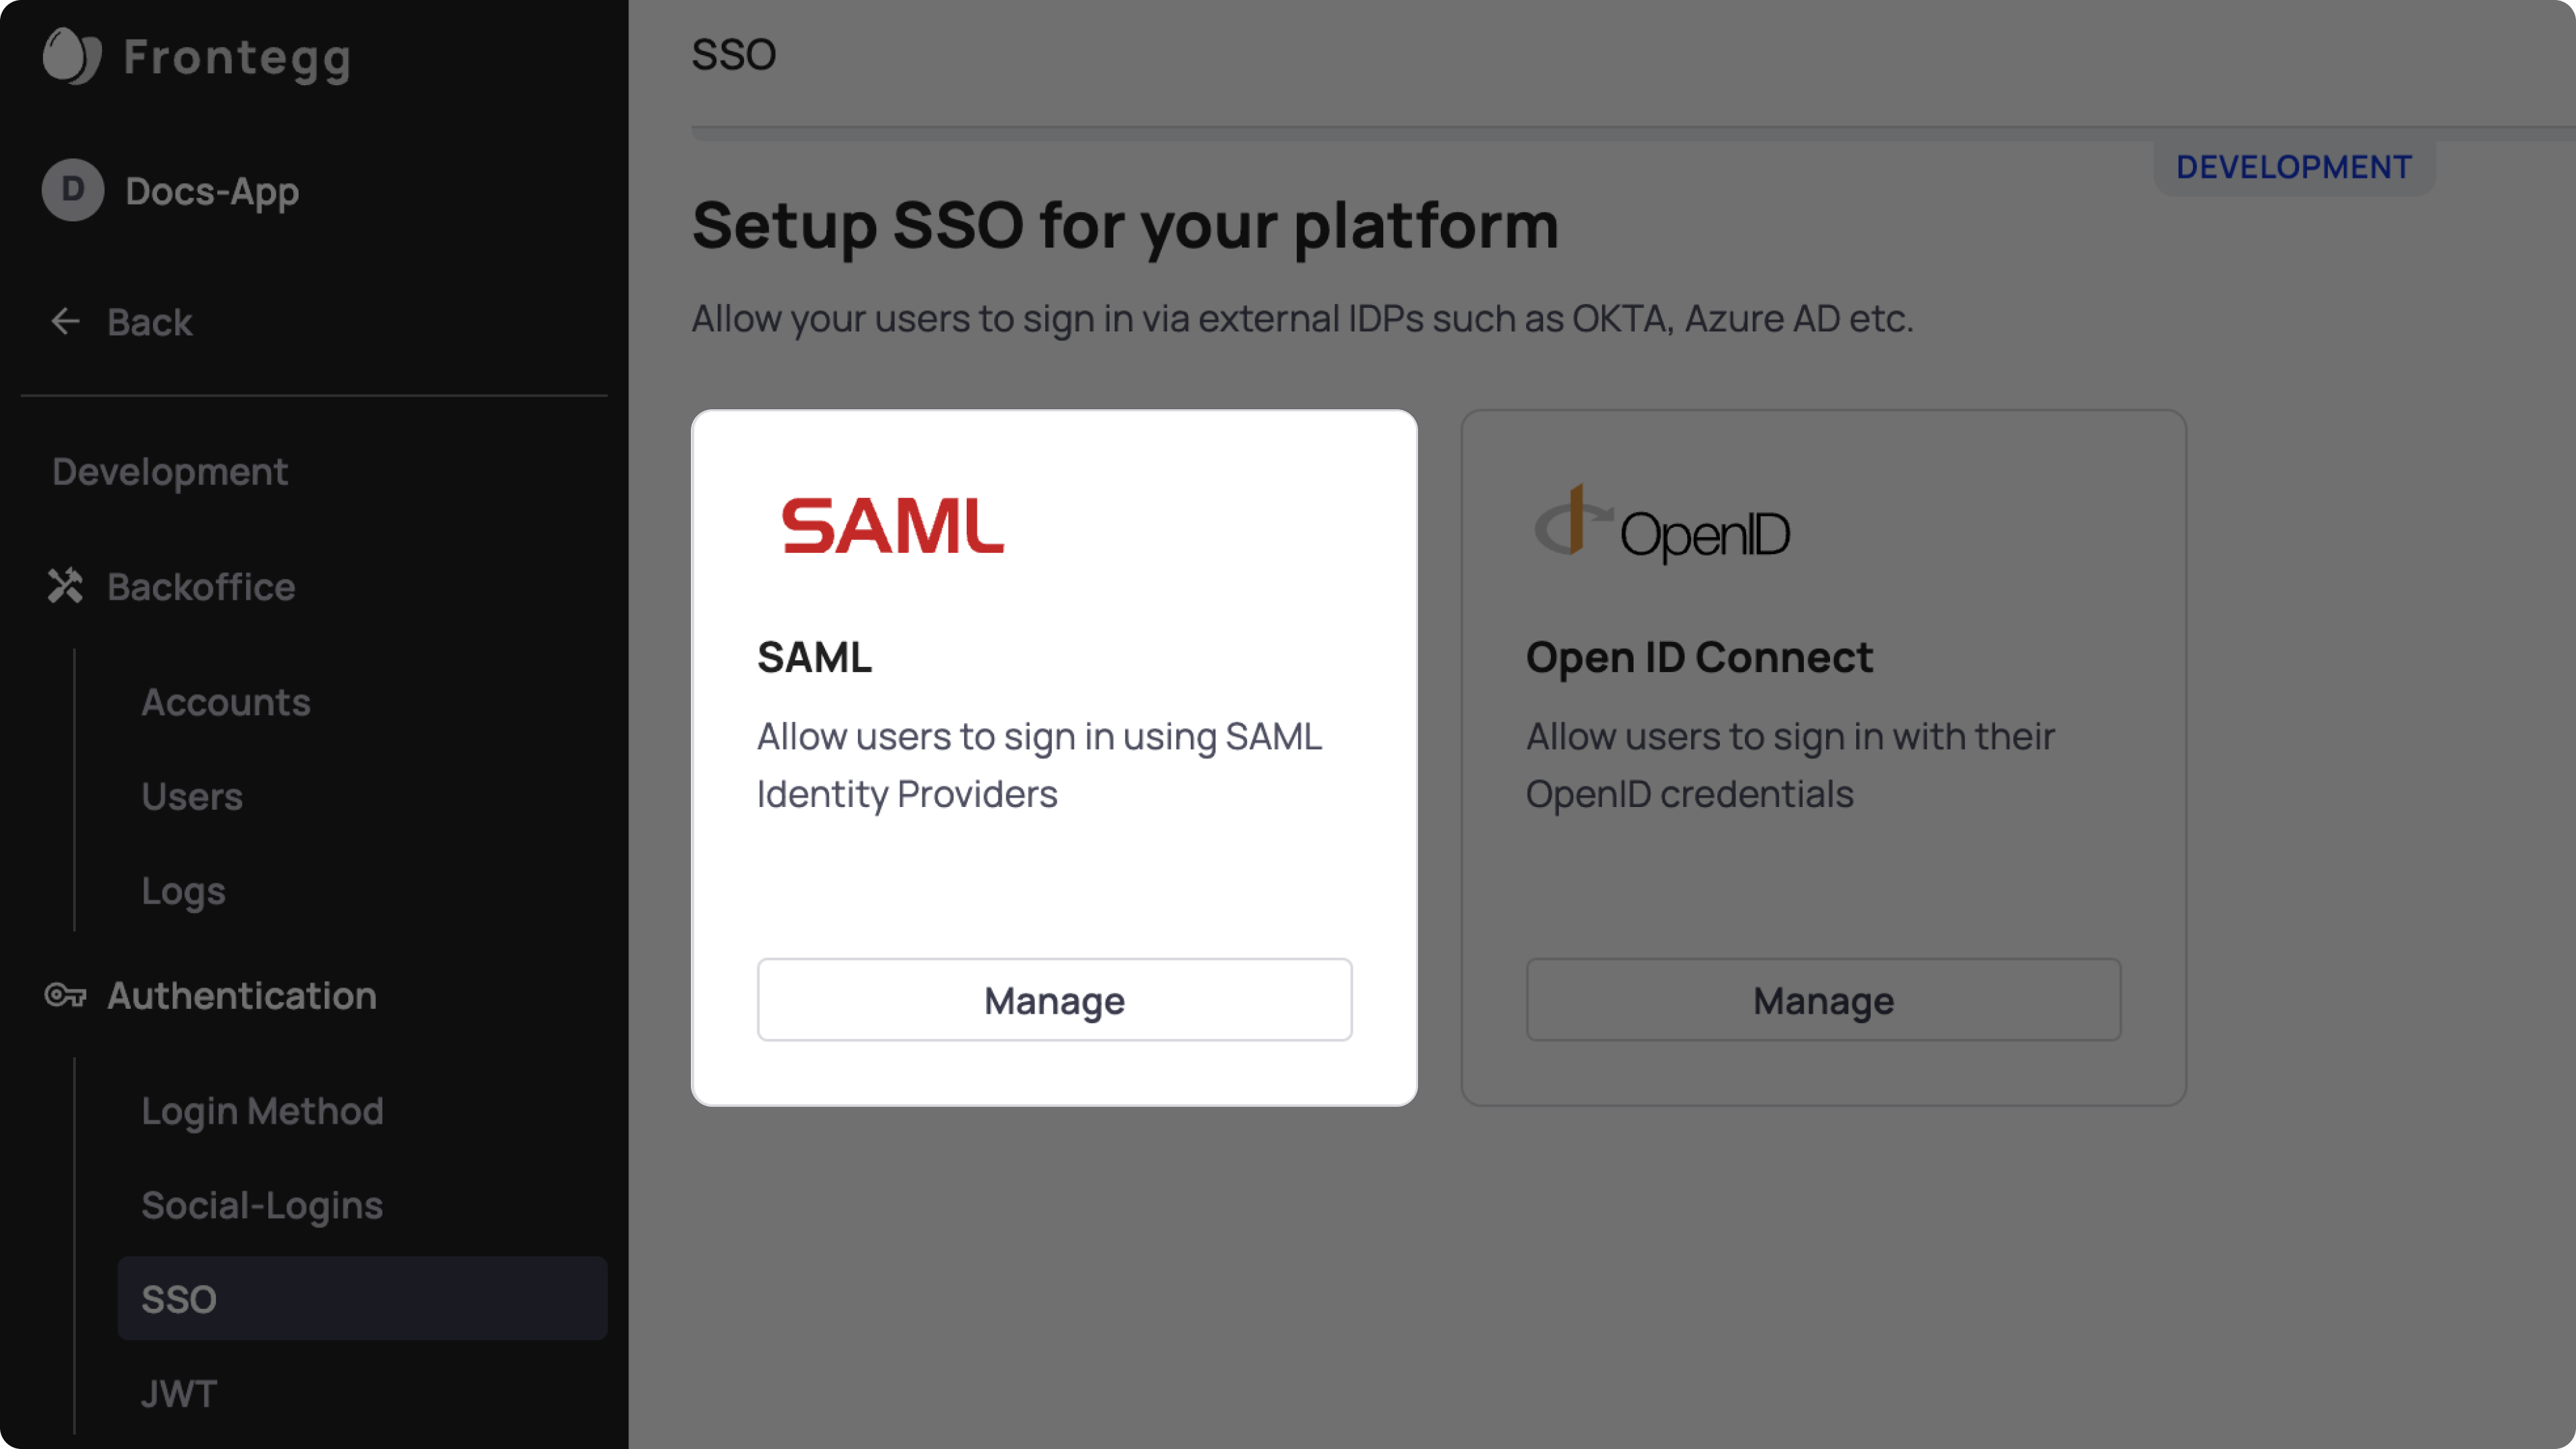 Frontegg
D
Docs-App
Back
Development
Backoffice
Accounts
Users
Logs
Authentication
Login Method
Social-Logins
SSO
JWT
SSO
DEVELOPMENT
Setup SSO for your platform
Allow your users to sign in via external IDPs such as OKTA, Azure AD etc.
SAML
SAML
Allow users to sign in using SAML
Identity Providers
Manage
OpenID
Open ID Connect
Allow users to sign in with their
OpenID credentials
Manage